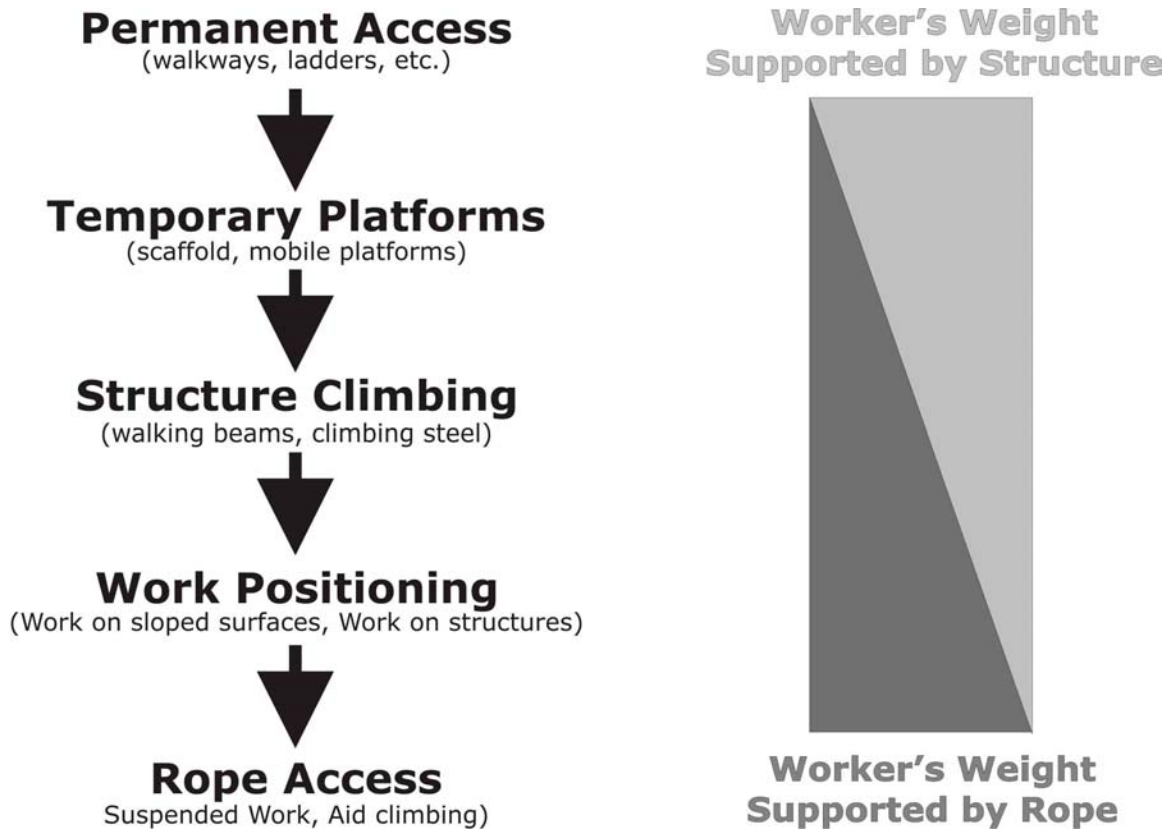 Permanent Access
(walkways, ladders, etc.)
Temporary Platforms
(scaffold, mobile platforms)
Structure Climbing
(walking beams, climbing steel)
Work Positioning
(Work on sloped surfaces, Work on structures)
Rope Access
Suspended Work, Aid climbing)
Worker's Weight
Supported by Structure
Worker's Weight
Supported by Rope